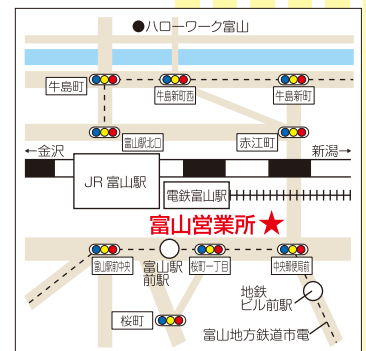 ●ハローワーク富山
牛島町
牛島新町西
牛島新町
富山駅北口
赤江町
←金沢
新潟→
JR 富山駅
電鉄富山駅
富山営業所★
富山駅前中央
富山駅
前駅
桜町一丁目
中央郵便局前
地鉄
ビル前駅
桜町
富山地方鉄道市電